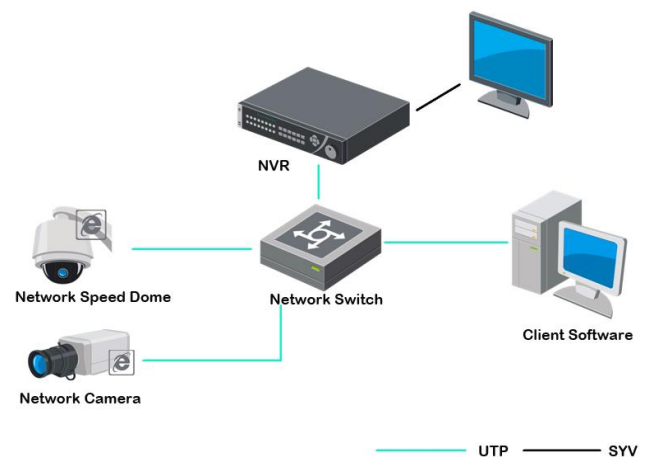 NVR
Network Speed Dome
Network Switch
Client Software
Network Camera
UTP
SYV